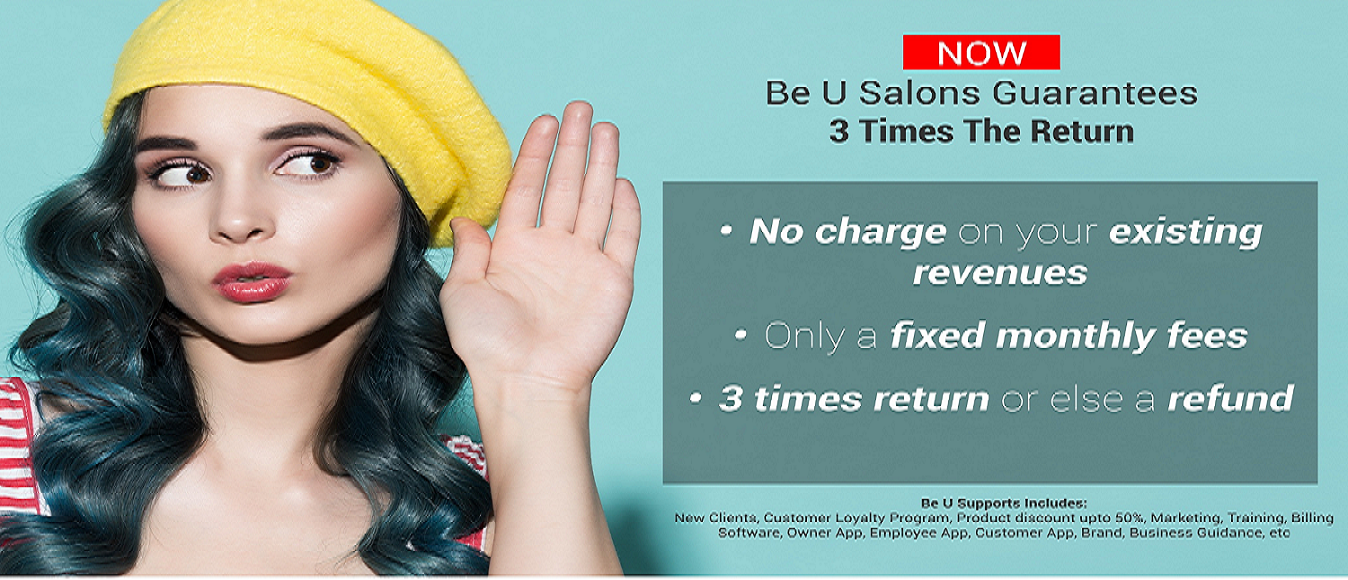 NOW
Be U Salons Guarantees
3 Times The Return
• No charge on your existing
revenues
• Only a fixed monthly fees
• 3 times return or else a refund
Be U Supports Includes:
New Clients, Customer Loyalty Program, Product discount upto 50%, Marketing, Training, Billing
Software, Owner App, Employee App, Customer App, Brand, Business Guidance, etc